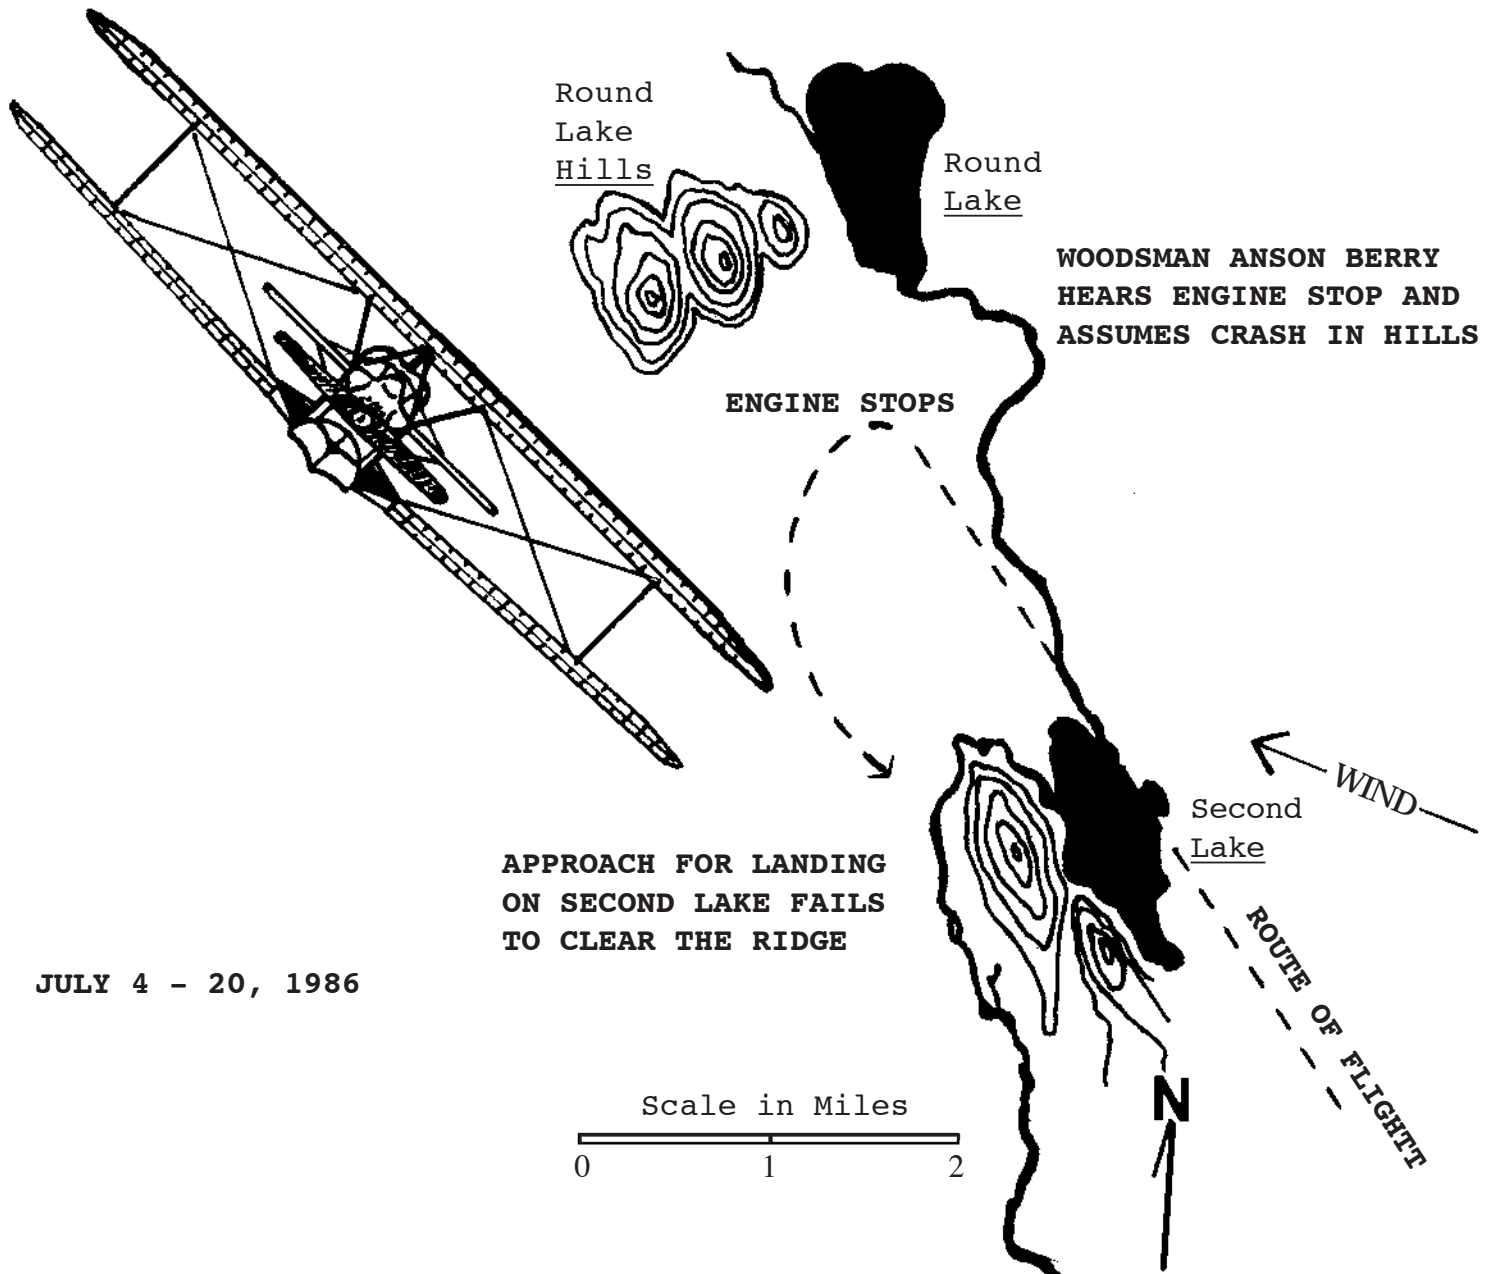 Round
Lake
Hills
Round
Lake
WOODSMAN ANSON BERRY
HEARS ENGINE STOP AND
ASSUMES CRASH IN HILLS
ENGINE STOPS
WIND
Second
Lake
APPROACH FOR LANDING
ON SECOND LAKE FAILS
TO CLEAR THE RIDGE
ROUTE OF FLIGHTT
JULY 4 – 20, 1986
Scale in Miles
0 1 2
N